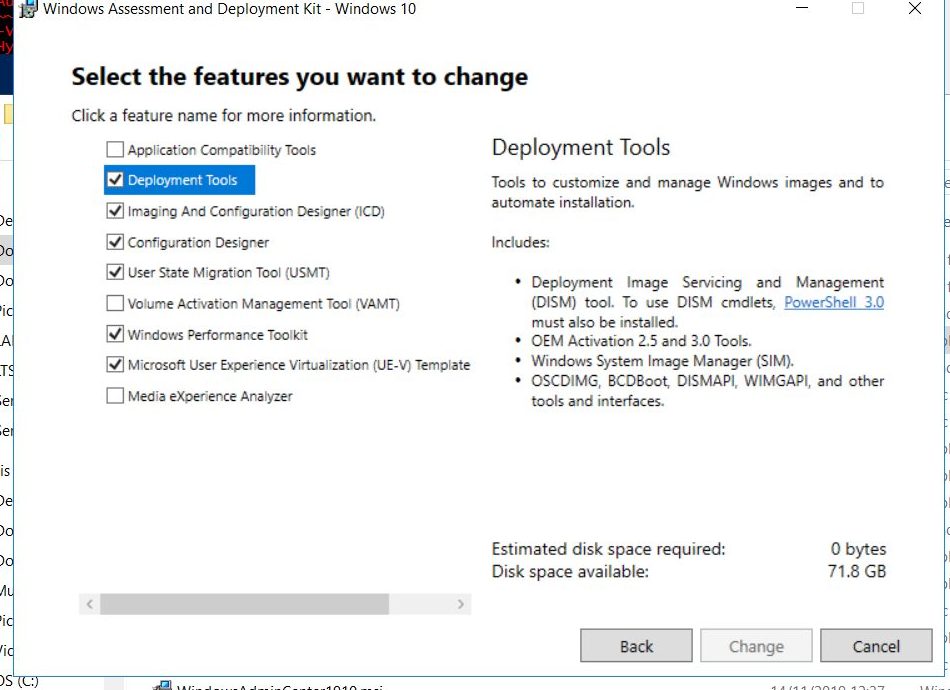 Windows Assessment and Deployment Kit - Windows 10
Select the features you want to change
Click a feature name for more information.
Application Compatibility Tools
Deployment Tools
Imaging And Configuration Designer (ICD)
Configuration Designer
User State Migration Tool (USMT)
Volume Activation Management Tool (VAMT)
Windows Performance Toolkit
Microsoft User Experience Virtualization (UE-V) Template
Media eXperience Analyzer
Deployment Tools
Tools to customize and manage Windows images and to
automate installation.
Includes:
• Deployment Image Servicing and Management
(DISM) tool. To use DISM cmdlets, PowerShell 3.0
must also be installed.
• OEM Activation 2.5 and 3.0 Tools.
• Windows System Image Manager (SIM).
• OSCDIMG, BCDBoot, DISMAPI, WIMGAPI, and other
tools and interfaces.
Estimated disk space required: 0 bytes
Disk space available: 71.8 GB
Back
Change
Cancel
OS (C:)